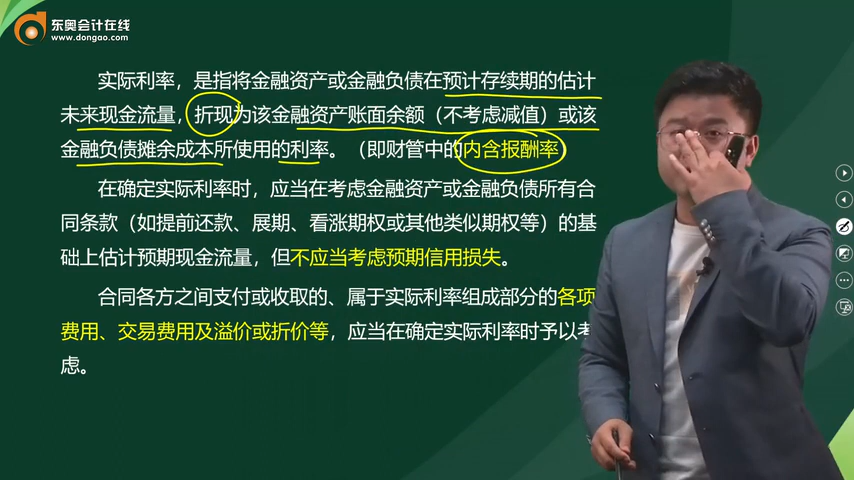 东奥会计在线
www.dongao.com
实际利率，是指将金融资产或金融负债在预计存续期的估计
未来现金流量，折现为该金融资产账面余额（不考虑减值）或该
金融负债摊余成本所使用的利率。（即财管中的内含报酬率）
在确定实际利率时，应当在考虑金融资产或金融负债所有合
同条款（如提前还款、展期、看涨期权或其他类似期权等）的基
础上估计预期现金流量，但不应当考虑预期信用损失。
合同各方之间支付或收取的、属于实际利率组成部分的各项
费用、交易费用及溢价或折价等，应当在确定实际利率时予以考
虑。